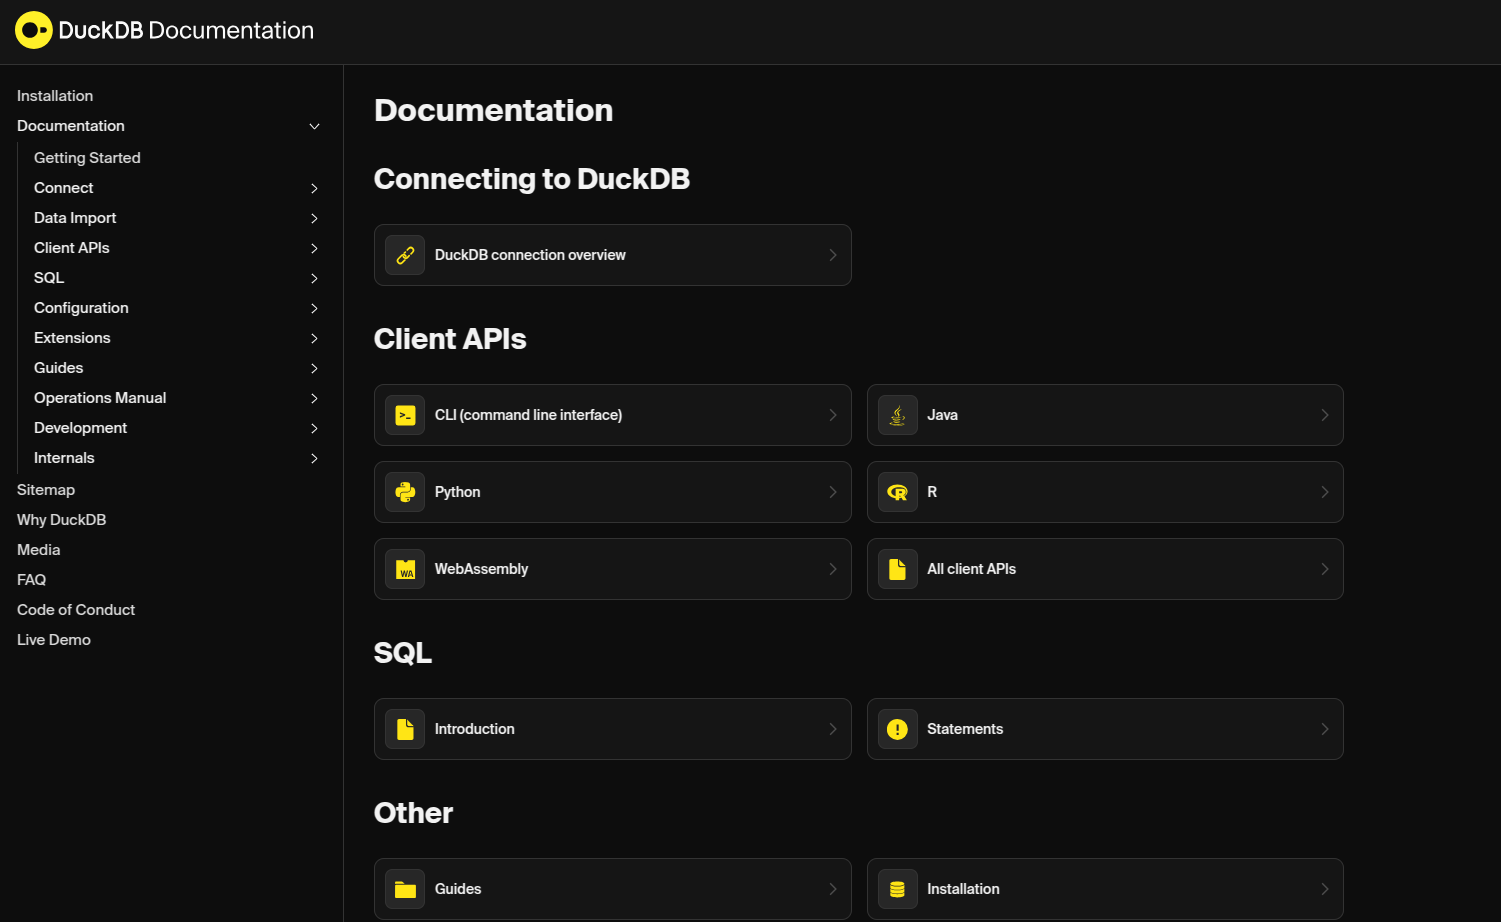 DuckDB Documentation
Installation
Documentation
Getting Started
Connect
Data Import
Client APIs
SQL
Configuration
Extensions
Guides
Operations Manual
Development
Internals
Sitemap
Why DuckDB
Media
FAQ
Code of Conduct
Live Demo
Documentation
Connecting to DuckDB
DuckDB connection overview
Client APIs
>_ CLI (command line interface)
Java
Python
R R
WA WebAssembly
All client APIs
SQL
Introduction
! Statements
Other
Guides
Installation